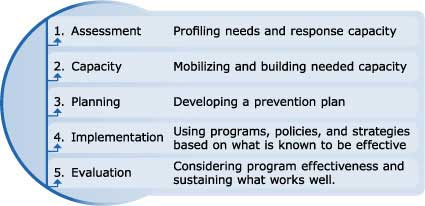 1. Assessment Profiling needs and response capacity
2. Capacity Mobilizing and building needed capacity
3. Planning Developing a prevention plan
4. Implementation Using programs, policies, and strategies
based on what is known to be effective
5. Evaluation Considering program effectiveness and
sustaining what works well.